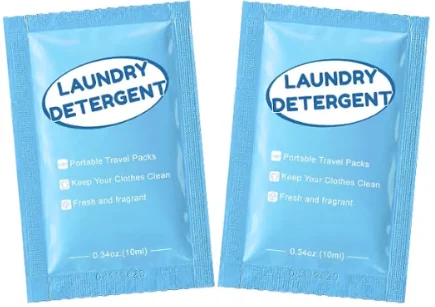 LAUNDRY
DETERGENT
Portable Travel Packs
Keep Your Clothes Clean
Fresh and fragrant
0.34oz.(10ml)
LAUNDRY
DETERGENT
Portable Travel Packs
Keep Your Clothes Clean
Fresh and fragrant
0.34oz.(10ml)